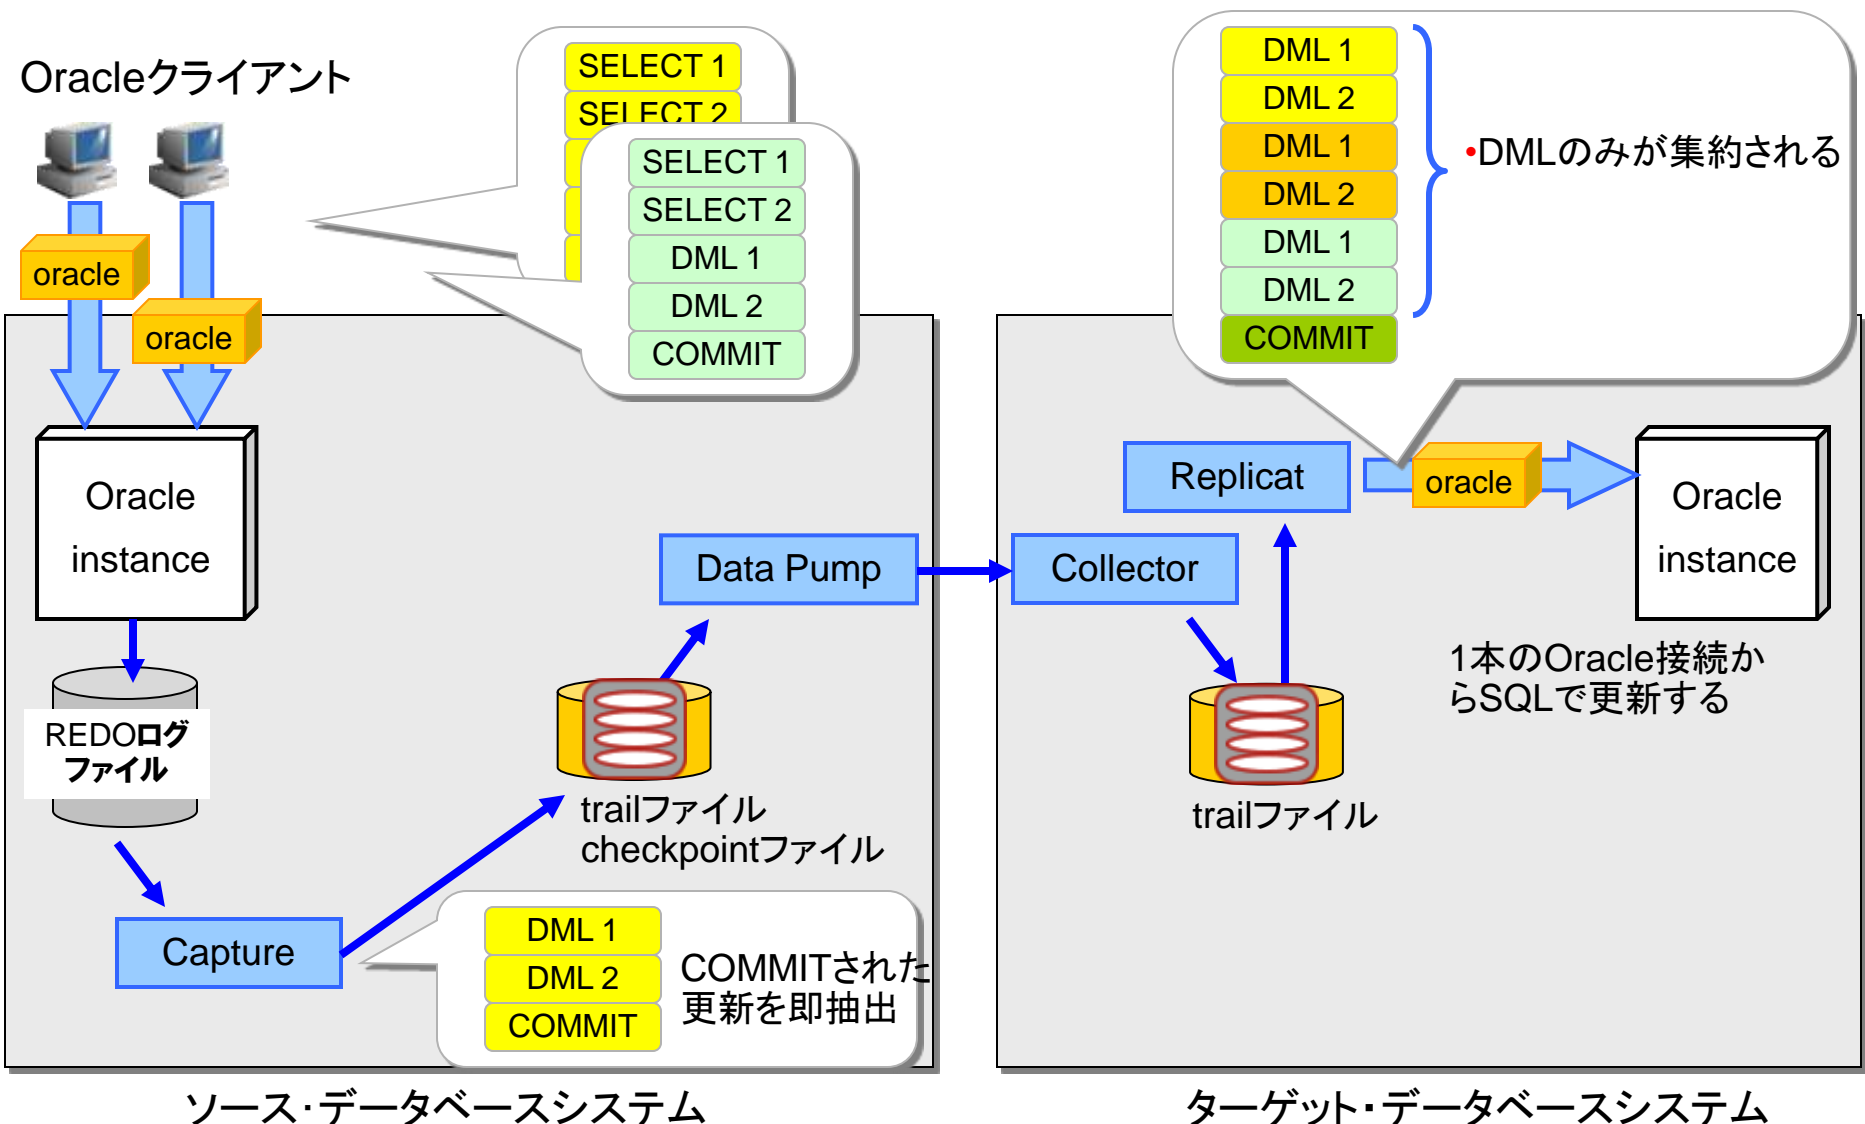 Oracleクライアント
oracle
oracle
SELECT 1
SELECT 2
SELECT 1
SELECT 2
DML 1
DML 2
COMMIT
Oracle
instance
REDOログ
ファイル
Capture
DML 1
DML 2
COMMIT
COMMITされた
更新を即抽出
trailファイル
checkpointファイル
Data Pump
ソース・データベースシステム
DML 1
DML 2
DML 1
DML 2
DML 1
DML 2
COMMIT
•DMLのみが集約される
Collector
trailファイル
Replicat
oracle
Oracle
instance
1本のOracle接続か
らSQLで更新する
ターゲット・データベースシステム